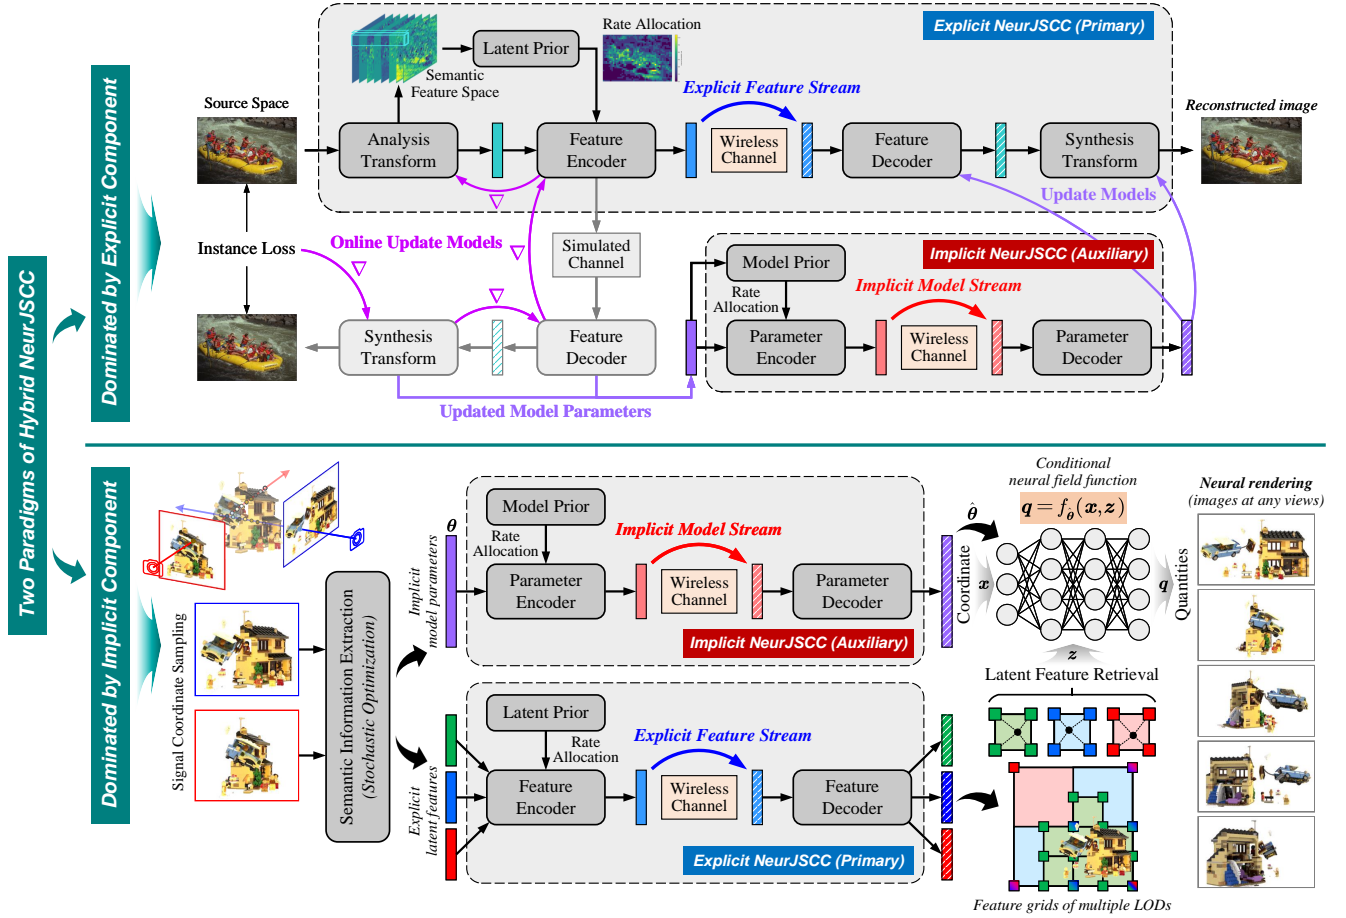 Two Paradigms of Hybrid NeurJSCC
Dominated by Explicit Component
Source Space
Instance Loss
Explicit NeurJSCC (Primary)
Semantic
Feature Space
Latent Prior
Rate Allocation
Analysis
Transform
Feature
Encoder
Explicit Feature Stream
Wireless
Channel
Feature
Decoder
Synthesis
Transform
Reconstructed image
∇
Online Update Models
∇
∇
∇
Simulated
Channel
Update Models
Synthesis
Transform
Feature
Decoder
Updated Model Parameters
Implicit NeurJSCC (Auxiliary)
Model Prior
Rate
Allocation
Implicit Model Stream
Parameter
Encoder
Wireless
Channel
Parameter
Decoder
Dominated by Implicit Component
Signal Coordinate Sampling
Semantic Information Extraction
(Stochastic Optimization)
θ
Implicit
model parameters
Model Prior
Rate
Allocation
Implicit Model Stream
Parameter
Encoder
Wireless
Channel
Parameter
Decoder
Implicit NeurJSCC (Auxiliary)
Explicit
latent features
Latent Prior
Rate
Allocation
Explicit Feature Stream
Feature
Encoder
Wireless
Channel
Feature
Decoder
Explicit NeurJSCC (Primary)
Conditional
neural field function
q = f_θ̂(x, z)
θ̂
Coordinate
x
q
Quantities
z
Latent Feature Retrieval
Feature grids of multiple LODs
Neural rendering
(images at any views)